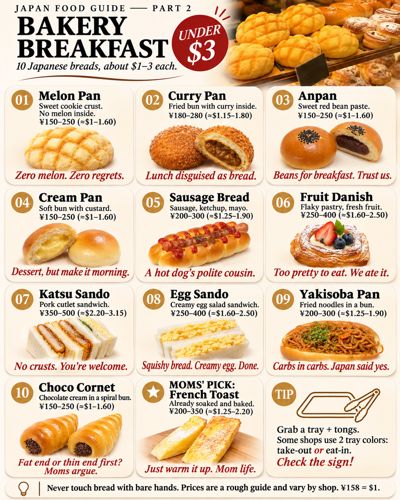 JAPAN FOOD GUIDE — PART 2
BAKERY
BREAKFAST
UNDER
$3
10 Japanese breads, about $1–3 each.
01 Melon Pan
Sweet cookie crust.
No melon inside.
¥150–250 (≈$1–1.60)
Zero melon. Zero regrets.
02 Curry Pan
Fried bun with curry inside.
¥180–280 (≈$1.15–1.80)
Lunch disguised as bread.
03 Anpan
Sweet red bean paste.
¥150–250 (≈$1–1.60)
Beans for breakfast. Trust us.
04 Cream Pan
Soft bun with custard.
¥150–250 (≈$1–1.60)
Dessert, but make it morning.
05 Sausage Bread
Sausage, ketchup, mayo.
¥200–300 (≈$1.25–1.90)
A hot dog's polite cousin.
06 Fruit Danish
Flaky pastry, fresh fruit.
¥250–400 (≈$1.60–2.50)
Too pretty to eat. We ate it.
07 Katsu Sando
Pork cutlet sandwich.
¥350–500 (≈$2.20–3.15)
No crusts. You're welcome.
08 Egg Sando
Creamy egg salad sandwich.
¥250–400 (≈$1.60–2.50)
Squishy bread. Creamy egg. Done.
09 Yakisoba Pan
Fried noodles in a bun.
¥200–300 (≈$1.25–1.90)
Carbs in carbs. Japan said yes.
10 Choco Cornet
Chocolate cream in a spiral bun.
¥150–250 (≈$1–1.60)
Fat end or thin end first?
Moms argue.
MOMS' PICK:
French Toast
Already soaked and baked.
¥200–350 (≈$1.25–2.20)
Just warm it up. Mom life.
TIP
Grab a tray + tongs.
Some shops use 2 tray colors:
take-out or eat-in.
Check the sign!
Never touch bread with bare hands. Prices are a rough guide and vary by shop. ¥158 ≈ $1.